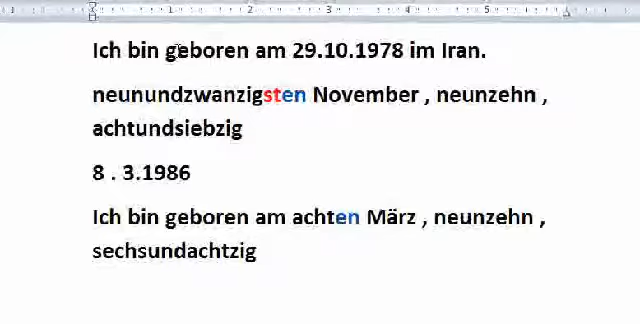 Ich bin geboren am 29.10.1978 im Iran.
neunundzwanzigsten November , neunzehn ,
achtundsiebzig
8 . 3.1986
Ich bin geboren am achten März , neunzehn ,
sechsundachtzig